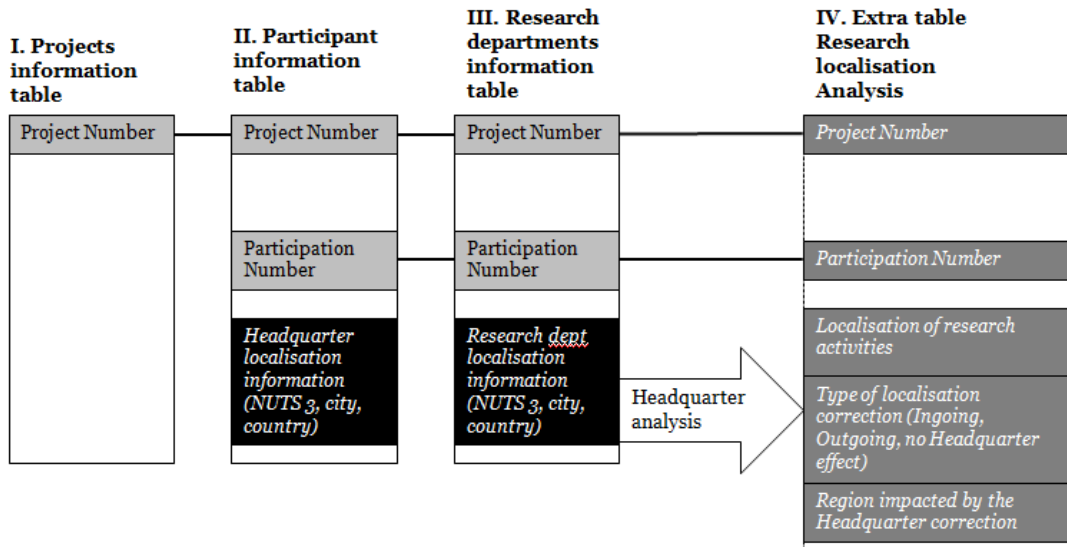 I. Projects
information
table
II. Participant
information
table
III. Research
departments
information
table
IV. Extra table
Research
localisation
Analysis
Project Number
Project Number
Project Number
Project Number
Participation
Number
Participation
Number
Participation Number
Headquarter
localisation
information
(NUTS 3, city,
country)
Research dept
localisation
information
(NUTS 3, city,
country)
Headquarter
analysis
Localisation of research
activities
Type of localisation
correction (Ingoing,
Outgoing, no Headquarter
effect)
Region impacted by the
Headquarter correction